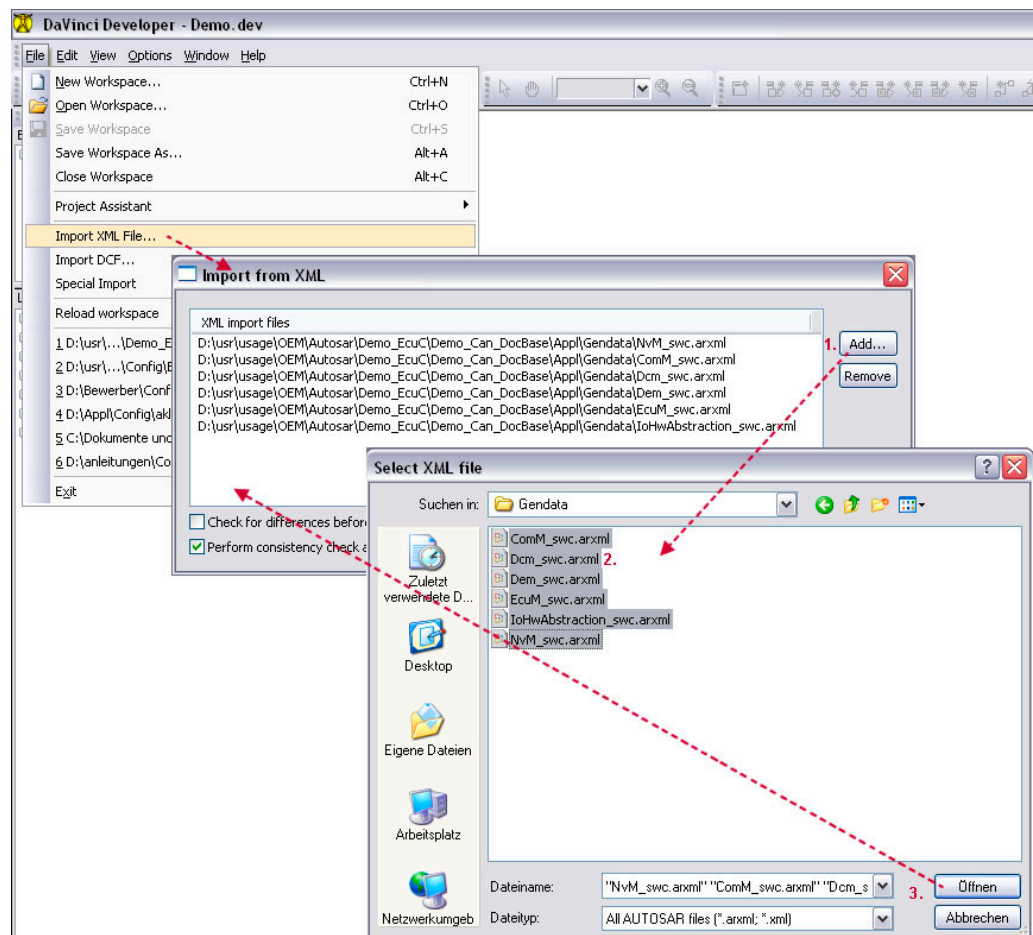 DaVinci Developer - Demo.dev
File Edit View Options Window Help
New Workspace... Ctrl+N
Open Workspace... Ctrl+O
Save Workspace Ctrl+S
Save Workspace As... Alt+A
Close Workspace Alt+C
Project Assistant
Import XML File...
Import DCF...
Special Import
Reload workspace
1 D:\usr\...\Demo_E
2 D:\usr\...\Config\E
3 D:\Bewerber\Conf
4 D:\Appl\Config\akl
5 C:\Dokumente und
6 D:\anleitungen\Co
Exit
Import from XML
XML import files
D:\usr\usage\OEM\Autosar\Demo_EcuC\Demo_Can_DocBase\Appl\Gendata\NvM_swc.arxml
D:\usr\usage\OEM\Autosar\Demo_EcuC\Demo_Can_DocBase\Appl\Gendata\ComM_swc.arxml
D:\usr\usage\OEM\Autosar\Demo_EcuC\Demo_Can_DocBase\Appl\Gendata\Dcm_swc.arxml
D:\usr\usage\OEM\Autosar\Demo_EcuC\Demo_Can_DocBase\Appl\Gendata\Dem_swc.arxml
D:\usr\usage\OEM\Autosar\Demo_EcuC\Demo_Can_DocBase\Appl\Gendata\EcuM_swc.arxml
D:\usr\usage\OEM\Autosar\Demo_EcuC\Demo_Can_DocBase\Appl\Gendata\IoHwAbstraction_swc.arxml
1. Add...
Remove
Check for differences before
Perform consistency check a
Select XML file
Suchen in: Gendata
Zuletzt
verwendete D...
Desktop
Eigene Dateien
Arbeitsplatz
Netzwerkumgeb
ComM_swc.arxml
Dcm_swc.arxml 2.
Dem_swc.arxml
EcuM_swc.arxml
IoHwAbstraction_swc.arxml
NvM_swc.arxml
Dateiname: "NvM_swc.arxml" "ComM_swc.arxml" "Dcm_s 3. Öffnen
Dateityp: All AUTOSAR files (*.arxml; *.xml) Abbrechen